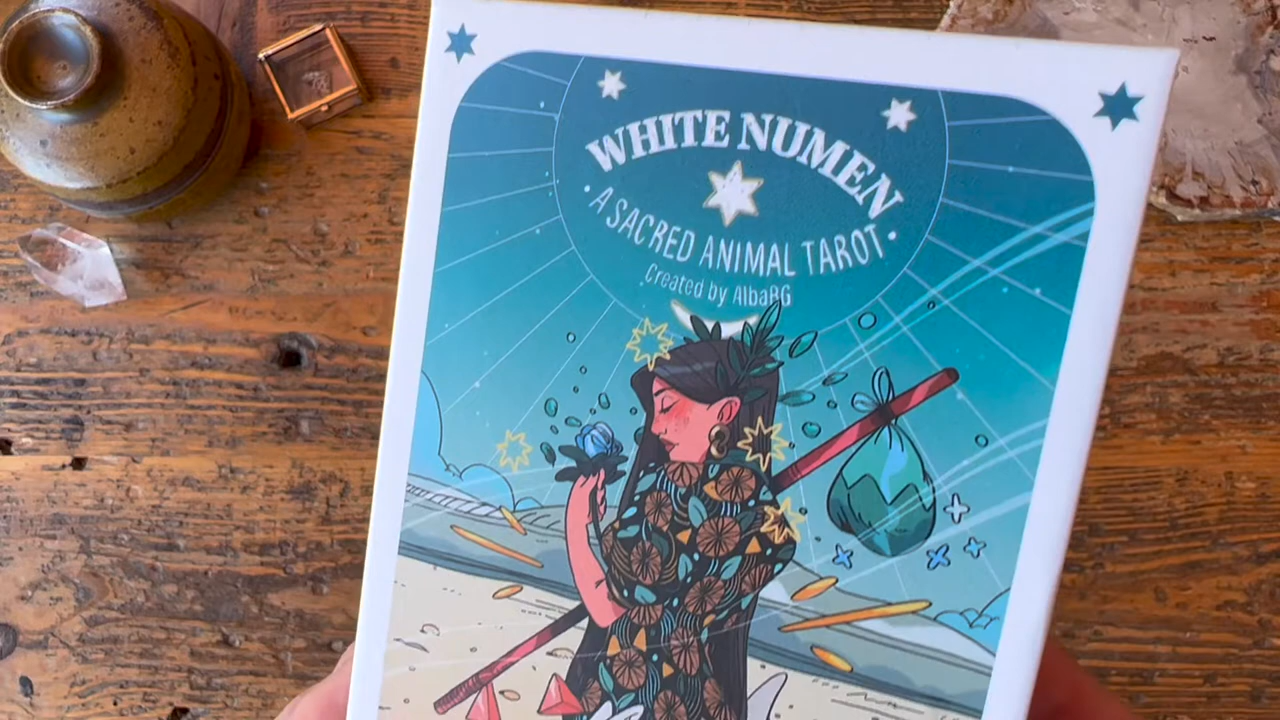 WHITE NUMEN
• A SACRED ANIMAL TAROT •
Created by AlbaBG